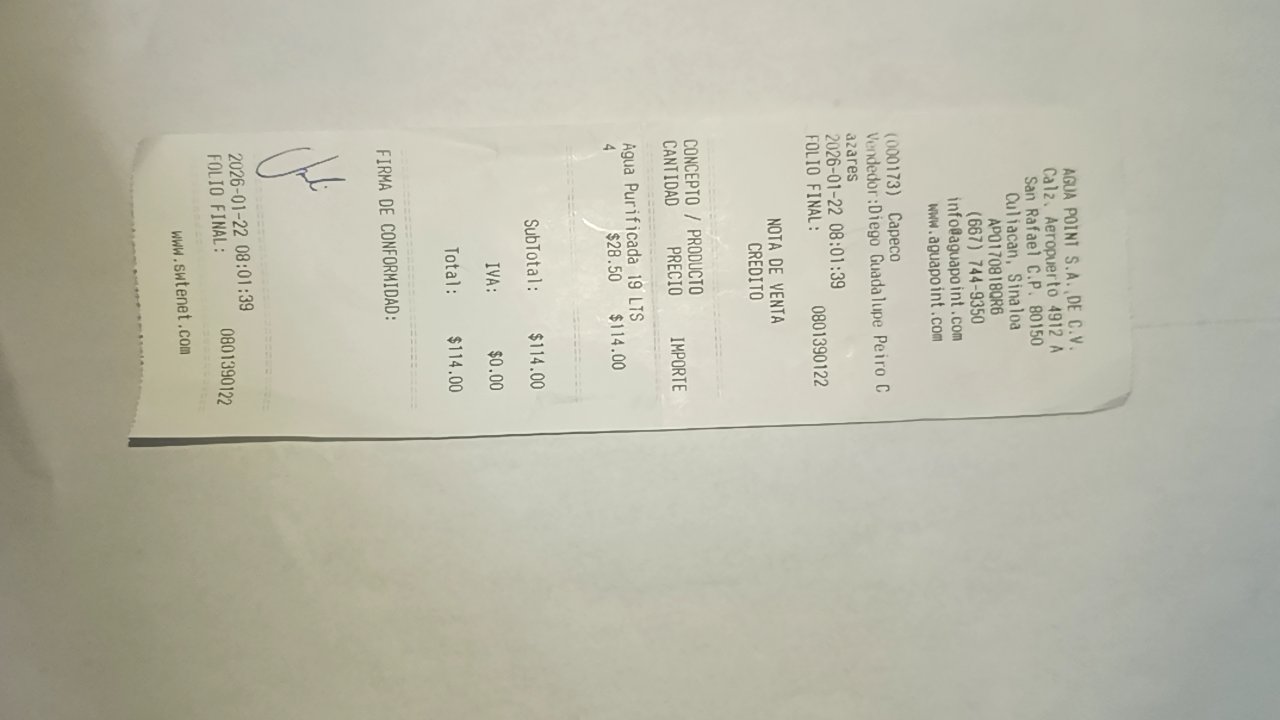 AGUA POINT S.A. DE C.V.
Calz. Aeropuerto 4912 A
San Rafael C.P. 80150
Culiacan, Sinaloa
APO170818QR6
(667) 744-9350
info@aguapoint.com
www.aguapoint.com
(000173) Capeco
Vendedor:Diego Guadalupe Peiro C
azares
2026-01-22 08:01:39
FOLIO FINAL: 0801390122
NOTA DE VENTA
CREDITO
CONCEPTO / PRODUCTO
CANTIDAD PRECIO IMPORTE
Agua Purificada 19 LTS
4 $28.50 $114.00
SubTotal: $114.00
IVA: $0.00
Total: $114.00
FIRMA DE CONFORMIDAD:
2026-01-22 08:01:39
FOLIO FINAL: 0801390122
www.swtenet.com